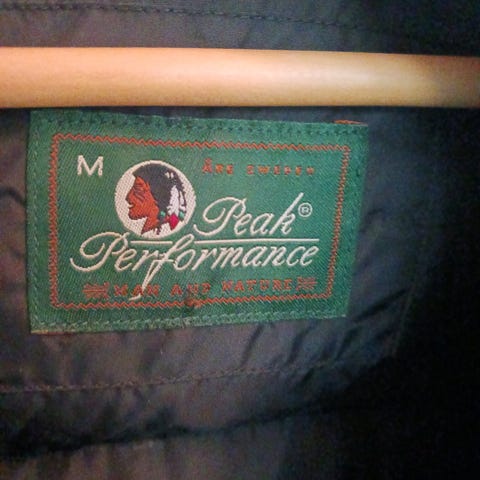 M
Åre Sweden
Peak®
Performance
MAN AND NATURE